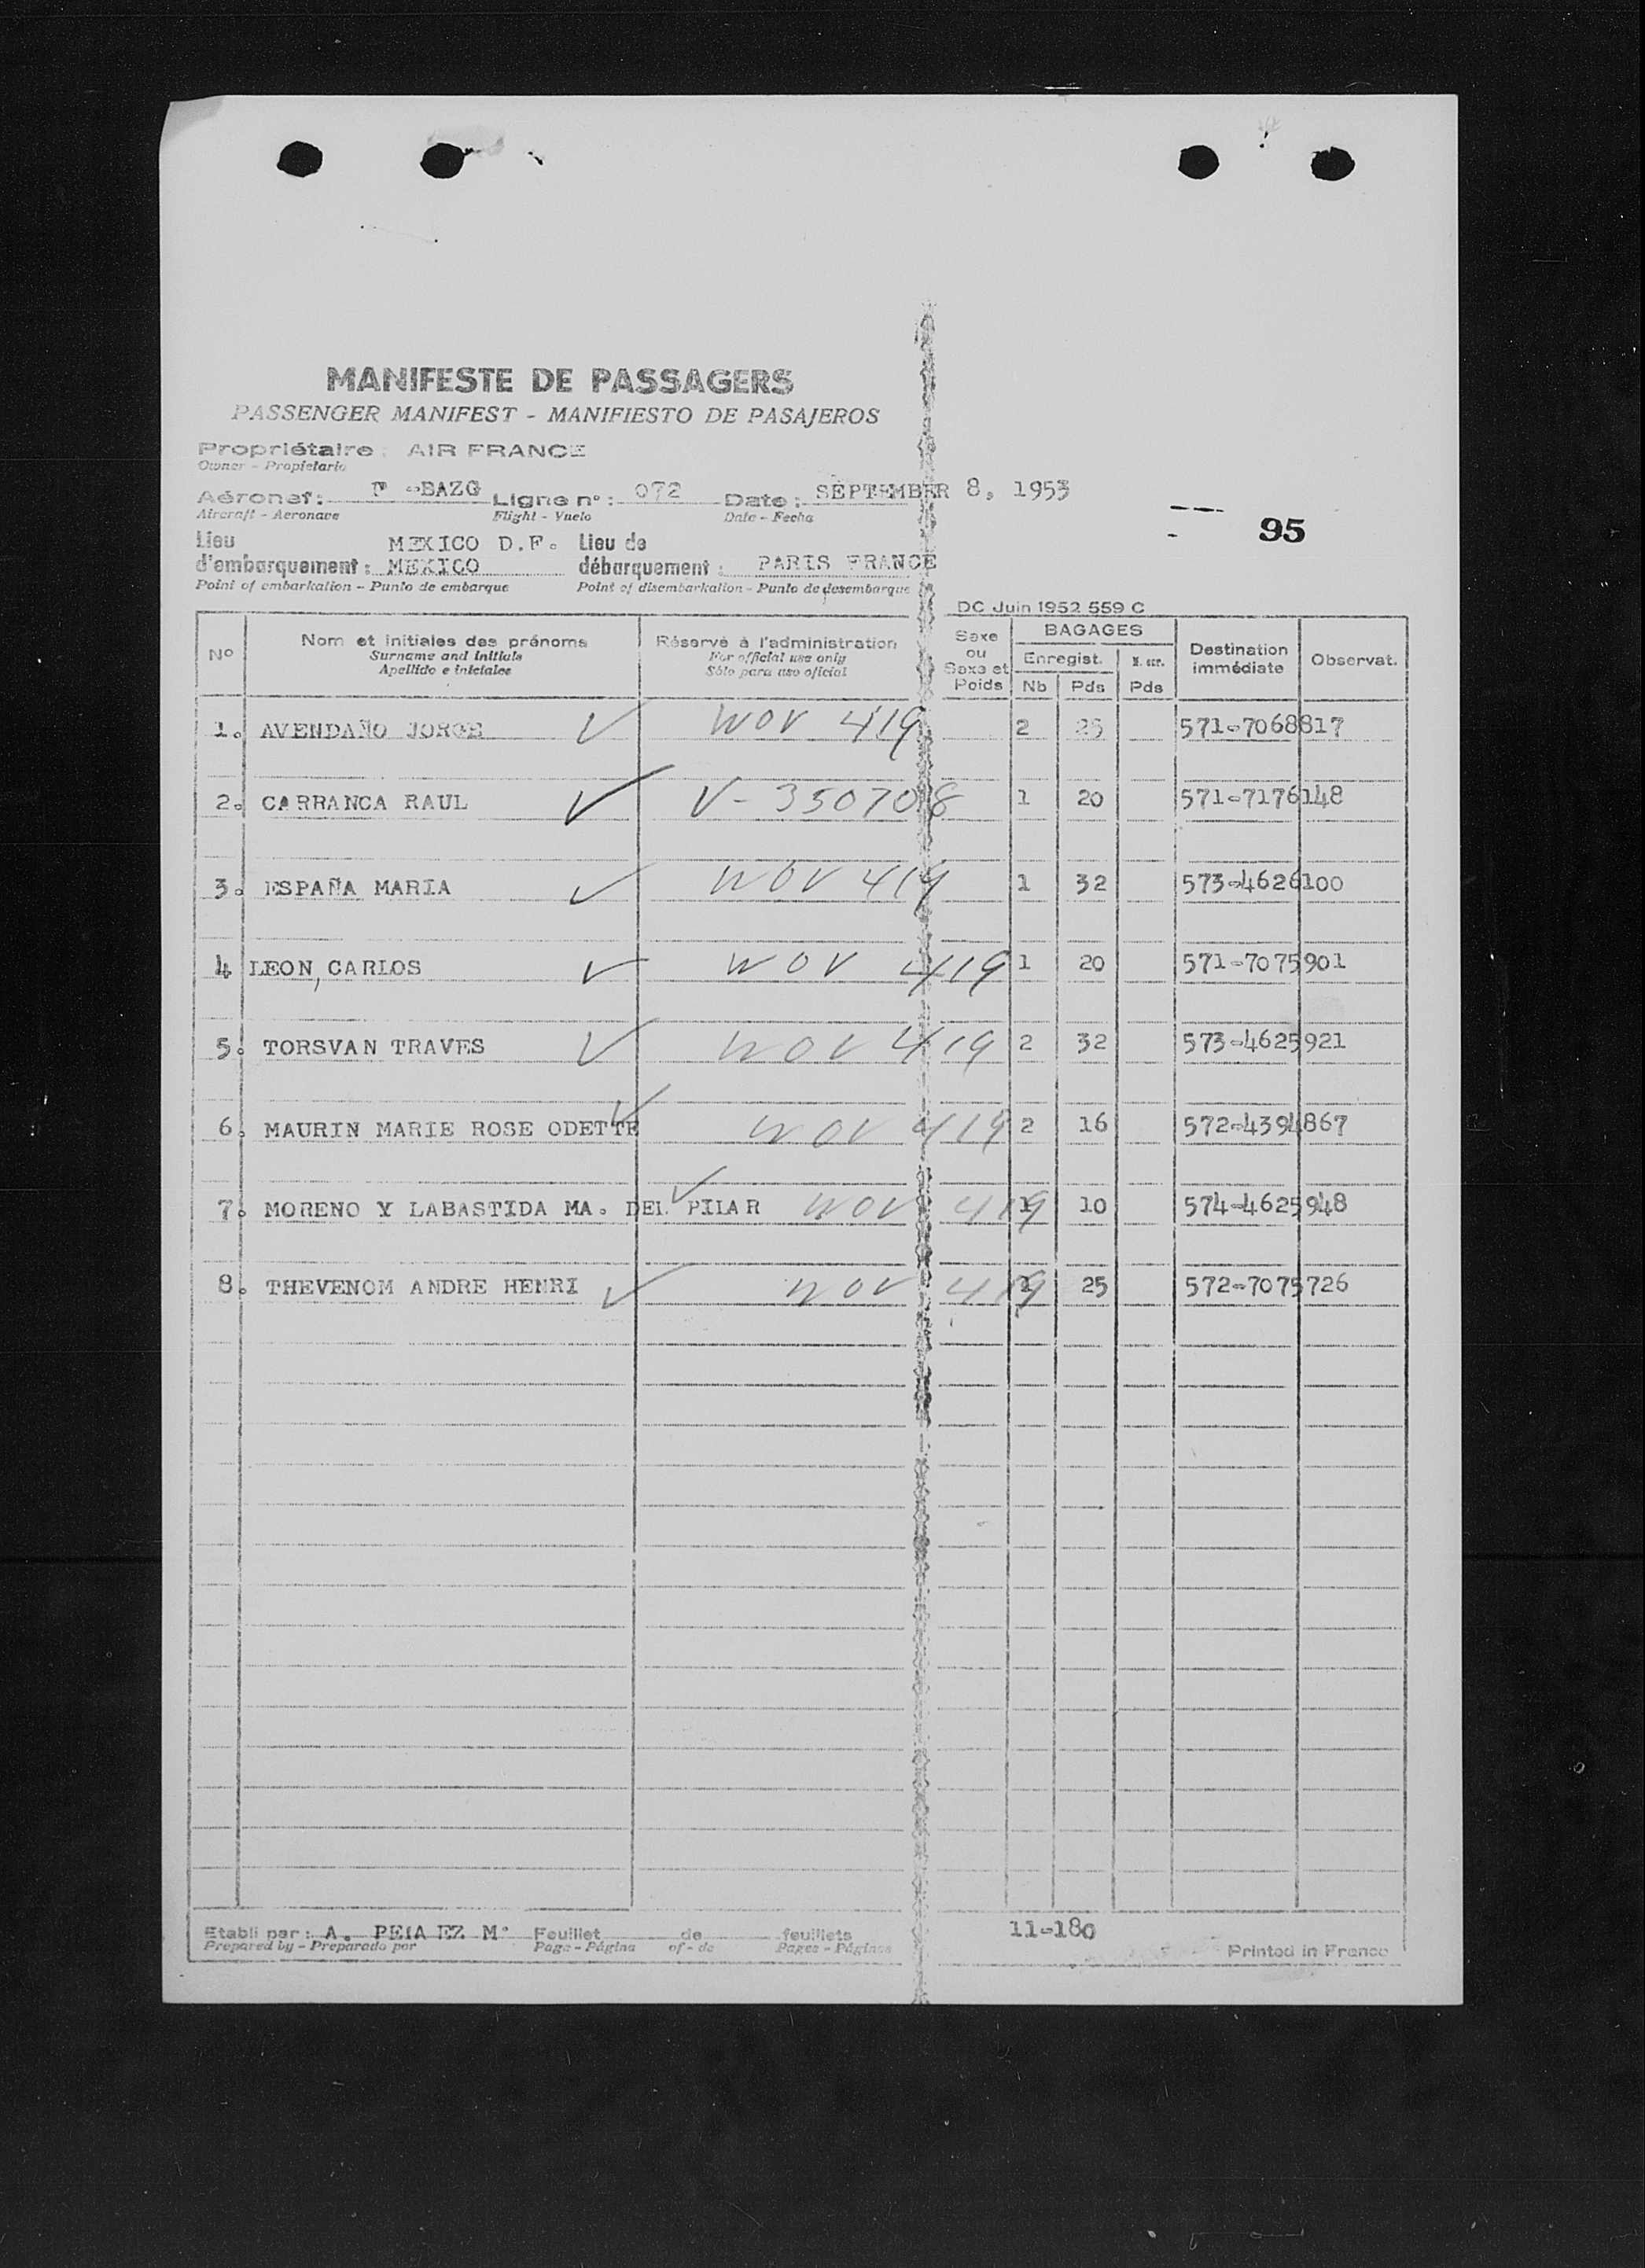 MANIFESTE DE PASSAGERS
PASSENGER MANIFEST - MANIFIESTO DE PASAJEROS
Propriétaire : AIR FRANCE
Owner - Propietario
Aéronef : F -BAZG Ligne n° : 072 Date : SEPTEMBER 8, 1953
Aircraft - Aeronave Flight - Vuelo Date - Fecha
95
Lieu d'embarquement : MEXICO D.F. MEXICO Lieu de débarquement : PARIS FRANCE
Point of embarkation - Punto de embarque Point of disembarkation - Punto de desembarque
DC Juin 1952 559 C
N° Nom et initiales des prénoms Réservé à l'administration Sexe ou Sexe et Poids BAGAGES Destination immédiate Observat.
Surname and initials For official use only Enregist.
Apellido e iniciales Sólo para uso oficial Nb Pds Pds
1. AVENDAÑO JORGE ✓ WOV 419 2 25 571-7068817
2. CARRANCA RAUL ✓ V-350708 1 20 571-7176148
3. ESPAÑA MARIA ✓ WOV 419 1 32 573-4626100
4 LEON, CARLOS ✓ WOV 419 1 20 571-7075901
5. TORSVAN TRAVES ✓ WOV 419 2 32 573-4625921
6. MAURIN MARIE ROSE ODETTE ✓ WOV 419 2 16 572-4394867
7. MORENO Y LABASTIDA MA. DEL PILAR ✓ WOV 419 10 574-4625948
8. THEVENOM ANDRE HENRI ✓ WOV 419 25 572-7075726
Etabli par : A. Feuillet de feuillets 11-180
Prepared by - Preparado por Page - Página of - de Pages - Páginas
Printed in France